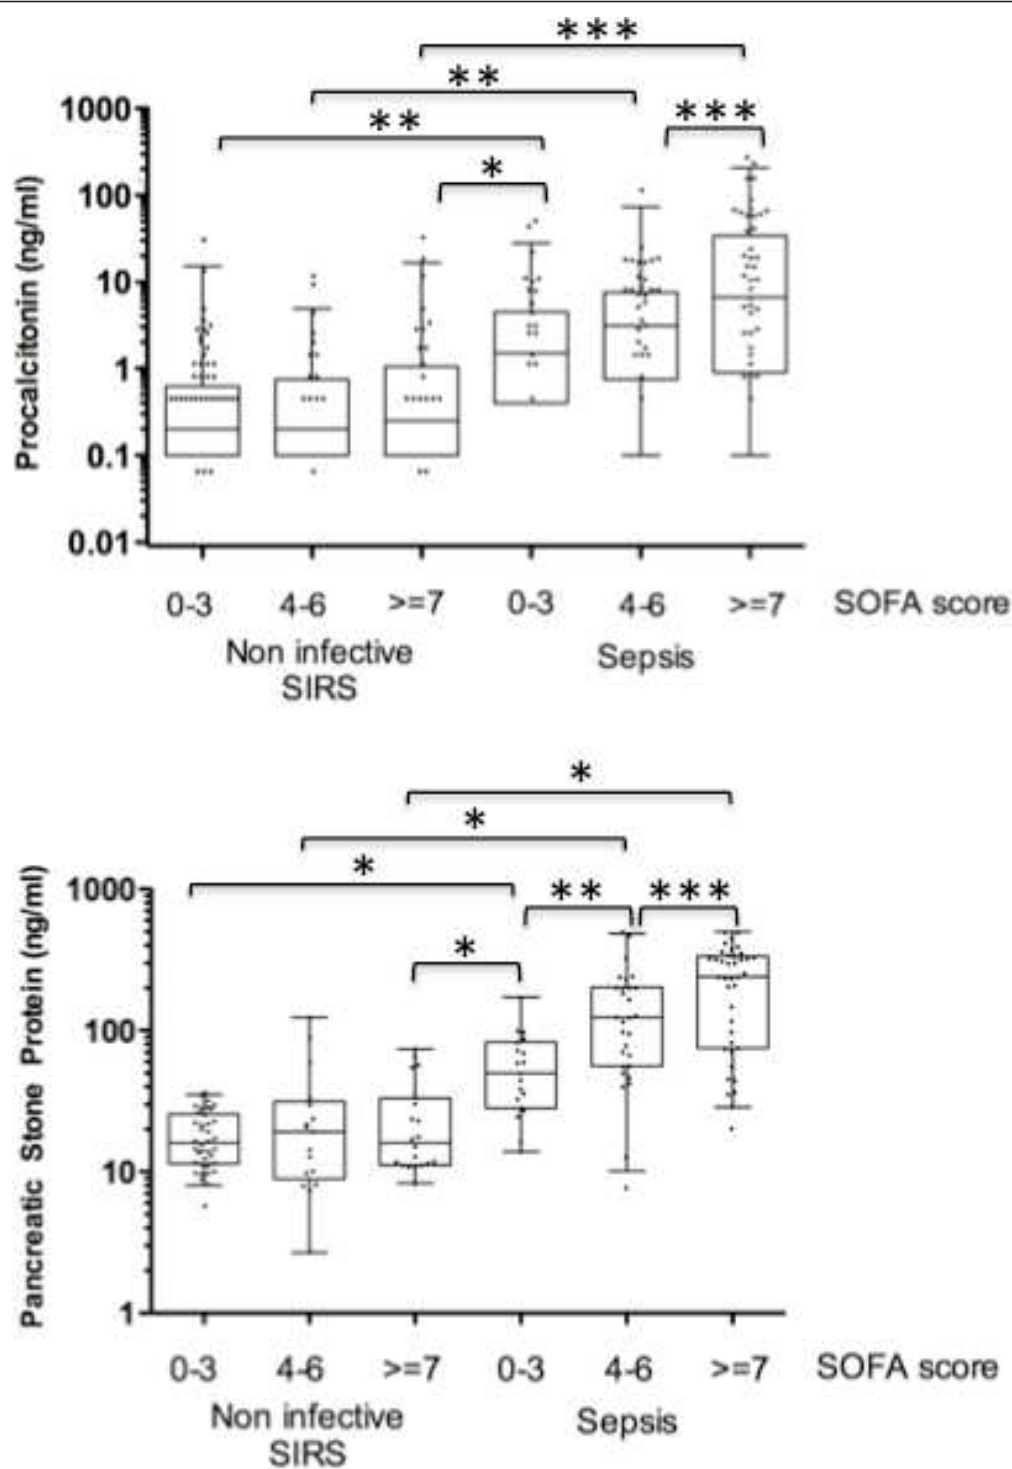 ***
**
**
***
*
Procalcitonin (ng/ml)
1000
100
10
1
0.1
0.01
0-3 4-6 >=7 0-3 4-6 >=7 SOFA score
Non infective
SIRS
Sepsis
*
*
*
** ***
*
Pancreatic Stone Protein (ng/ml)
1000
100
10
1
0-3 4-6 >=7 0-3 4-6 >=7 SOFA score
Non infective
SIRS
Sepsis